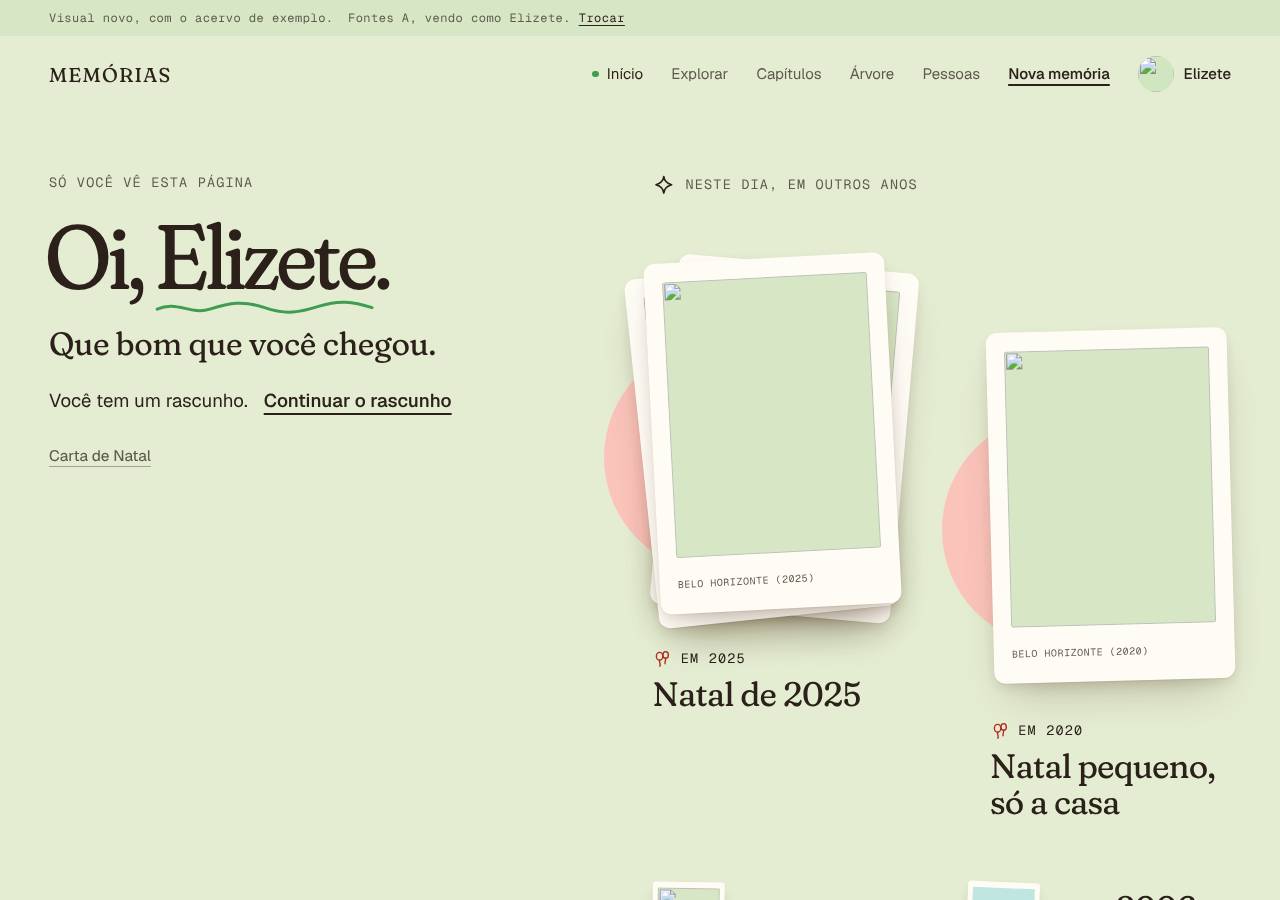 Visual novo, com o acervo de exemplo. Fontes A, vendo como Elizete. Trocar
MEMÓRIAS
Início
Explorar
Capítulos
Árvore
Pessoas
Nova memória
Elizete
SÓ VOCÊ VÊ ESTA PÁGINA
Oi, Elizete.
Que bom que você chegou.
Você tem um rascunho. Continuar o rascunho
Carta de Natal
NESTE DIA, EM OUTROS ANOS
BELO HORIZONTE (2025)
EM 2025
Natal de 2025
BELO HORIZONTE (2020)
EM 2020
Natal pequeno,
só a casa